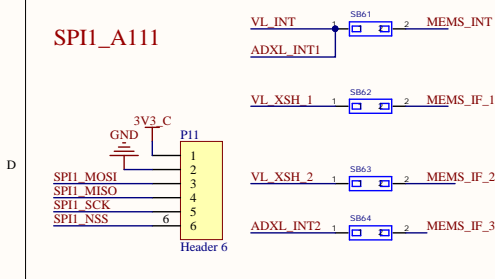 SPI1_A111
D
3V3_C
GND
P11
1
2
SPI1_MOSI 3
SPI1_MISO 4
SPI1_SCK 5
SPI1_NSS 6 6
Header 6
SB61
VL_INT 1 2 MEMS_INT
ADXL_INT1
SB62
VL_XSH_1 1 2 MEMS_IF_1
SB63
VL_XSH_2 1 2 MEMS_IF_2
SB64
ADXL_INT2 1 2 MEMS_IF_3